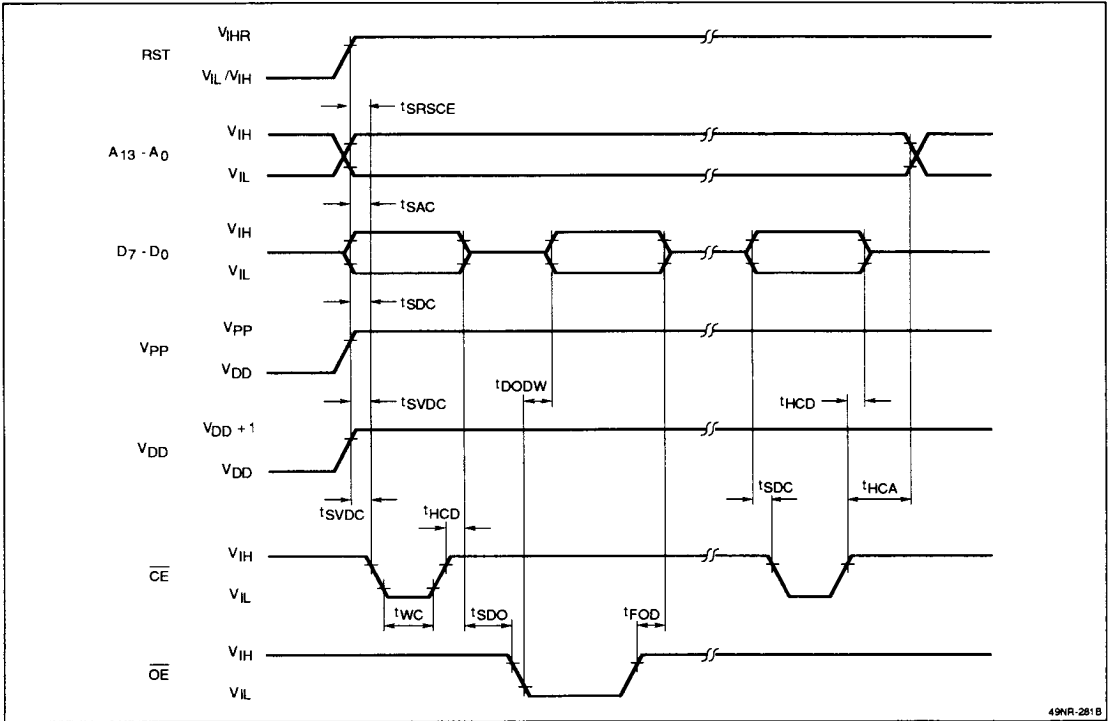 RST
VIHR
VIL /VIH
tSRSCE
A13 - A0
VIH
VIL
tSAC
D7 - D0
VIH
VIL
tSDC
VPP
VPP
VDD
tDODW
tSVDC
tHCD
VDD
VDD + 1
VDD
tSVDC
tHCD
tSDC
tHCA
CE
VIH
VIL
tWC
tSDO
tFOD
OE
VIH
VIL
49NR-281B